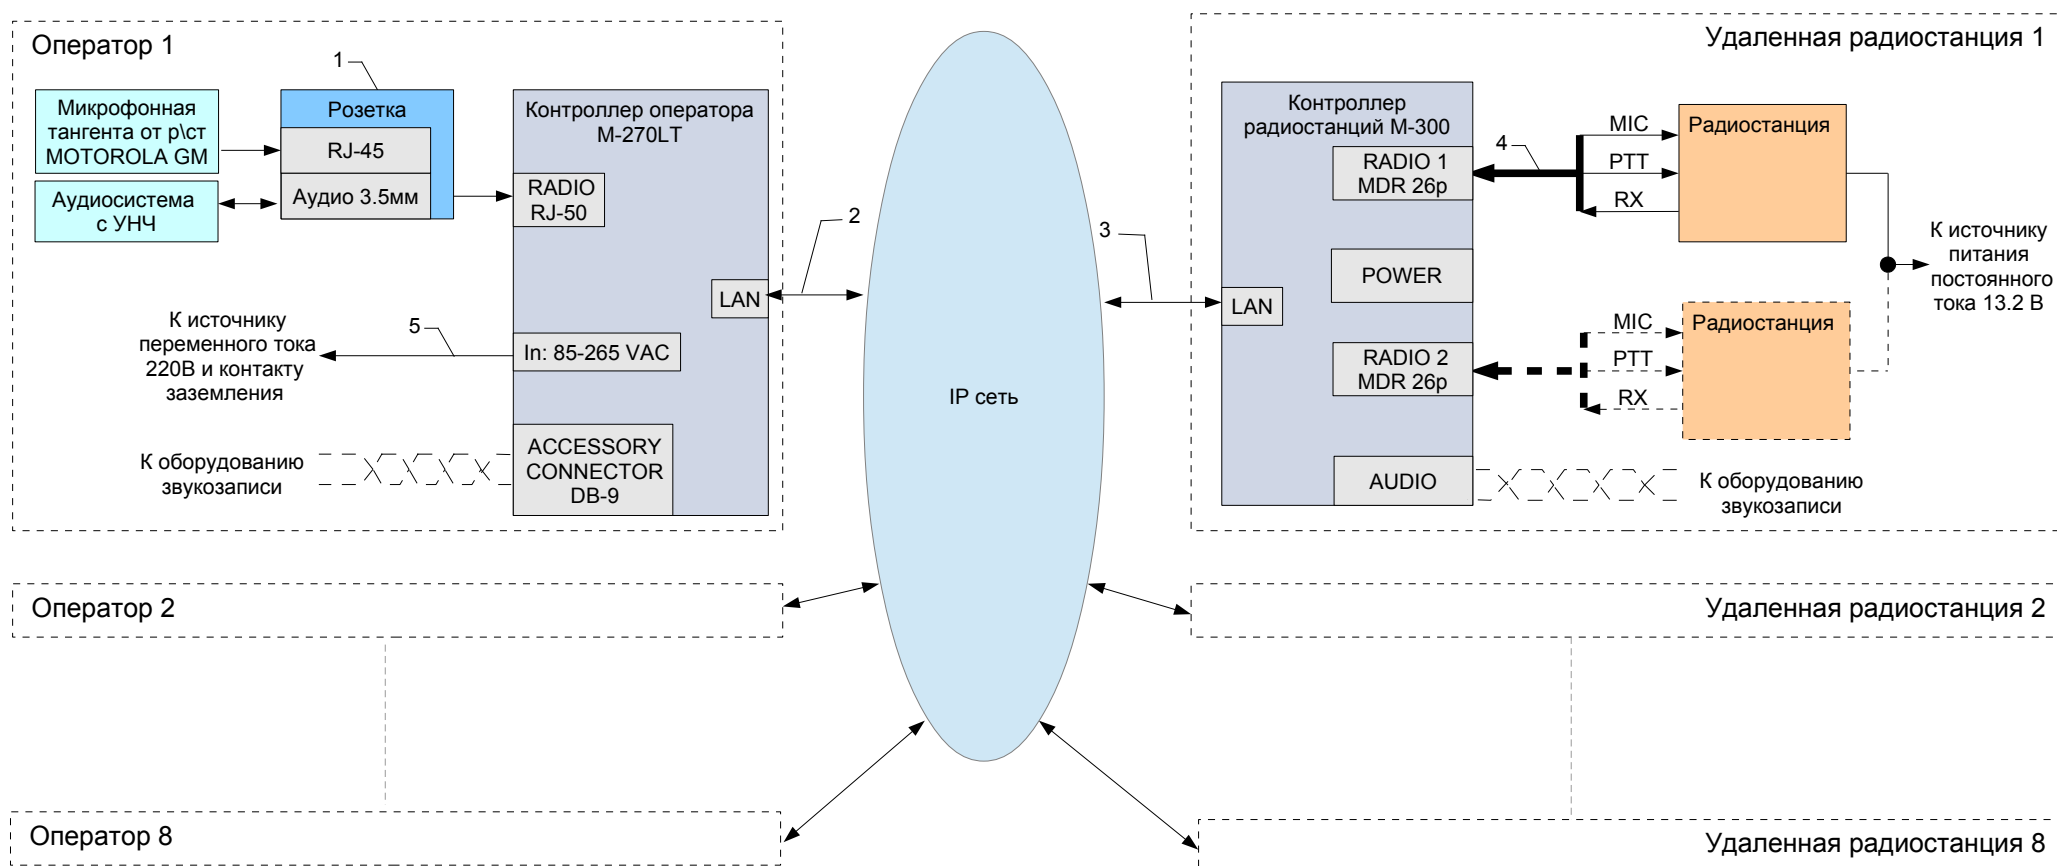 Оператор 1
1
Микрофонная
тангента от р\ст
MOTOROLA GM
Аудиосистема
с УНЧ
Розетка
RJ-45
Аудио 3.5мм
Контроллер оператора
M-270LT
RADIO
RJ-50
LAN
2
К источнику
переменного тока
220В и контакту
заземления
5
In: 85-265 VAC
К оборудованию
звукозаписи
ACCESSORY
CONNECTOR
DB-9
IP сеть
Удаленная радиостанция 1
3
Контроллер
радиостанций М-300
RADIO 1
MDR 26p
LAN
POWER
RADIO 2
MDR 26p
AUDIO
4
MIC
PTT
RX
Радиостанция
К источнику
питания
постоянного
тока 13.2 В
MIC
PTT
RX
Радиостанция
К оборудованию
звукозаписи
Оператор 2
Удаленная радиостанция 2
Оператор 8
Удаленная радиостанция 8